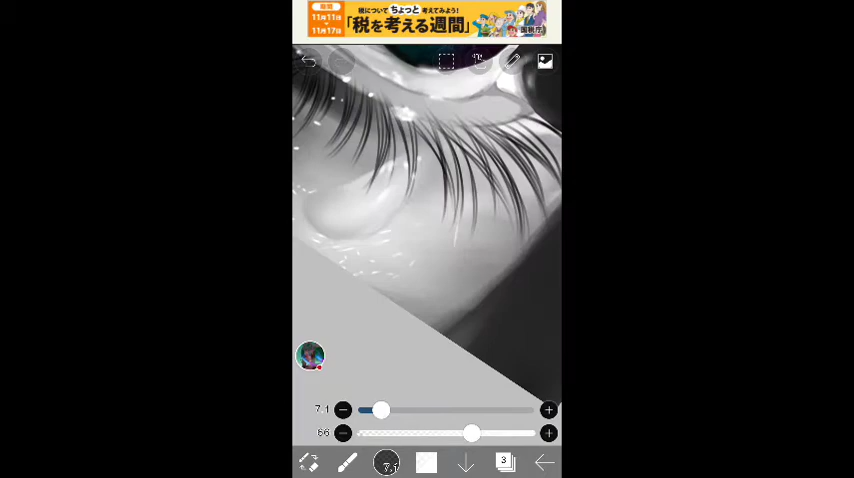 期間
11月11日
11月17日
税について ちょっと 考えてみよう!
「税を考える週間」
国税庁
7.1
66
7.1
3